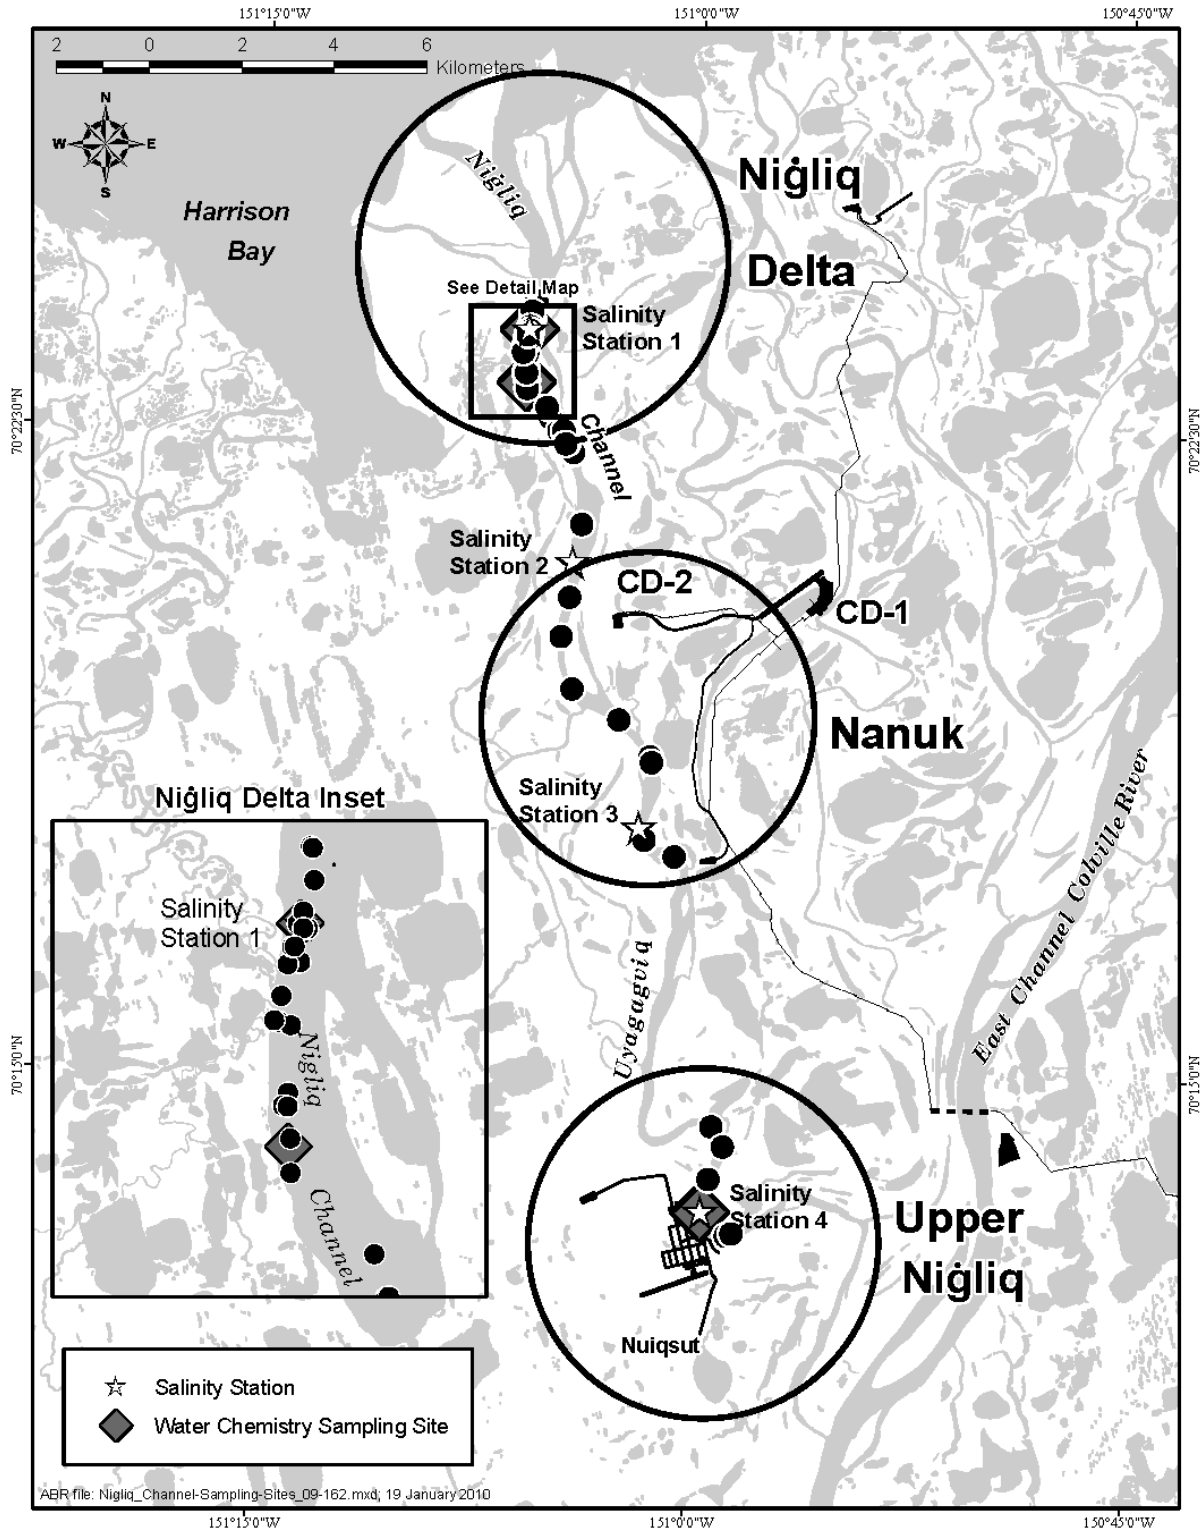 151°15'0"W
151°0'0"W
150°45'0"W
2 0 2 4 6
Kilometers
N
W E
S
Harrison
Bay
Niġliq
Niġliq
Delta
See Detail Map
Salinity
Station 1
70°22'30"N
70°22'30"N
Channel
Salinity
Station 2
CD-2
CD-1
Nanuk
Salinity
Station 3
Niġliq Delta Inset
Salinity
Station 1
Nigliq
Channel
East Channel Colville River
Uyagagviq
70°15'0"N
70°15'0"N
Salinity
Station 4
Upper
Niġliq
Nuiqsut
Salinity Station
Water Chemistry Sampling Site
ABR file: Nigliq_Channel-Sampling-Sites_09-162.mxd; 19 January 2010
151°15'0"W
151°0'0"W
150°45'0"W